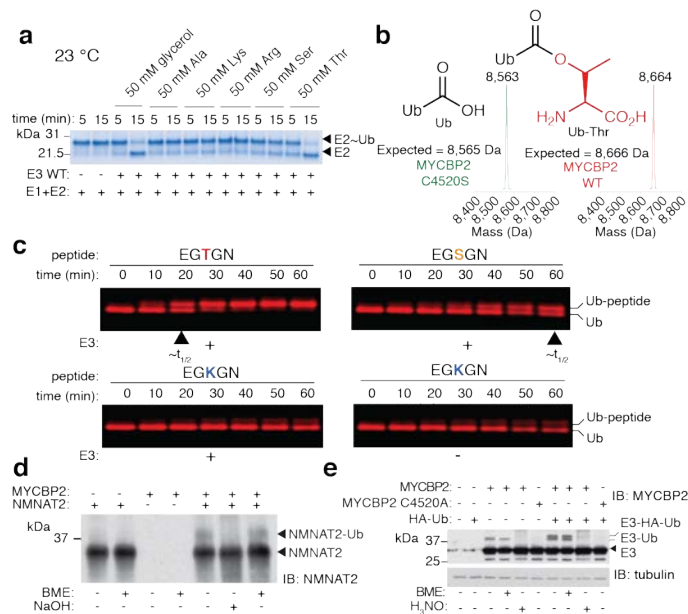 a
23 °C
50 mM glycerol
50 mM Ala
50 mM Lys
50 mM Arg
50 mM Ser
50 mM Thr
time (min): 5 15 5 15 5 15 5 15 5 15 5 15 5 15
kDa
31
21.5
E2~Ub
E2
E3 WT: - - + + + + + + + + + + + +
E1+E2: + + + + + + + + + + + + + +
b
Ub
O
OH
Ub
Expected = 8,565 Da
MYCBP2
C4520S
8,563
8,400 8,500 8,600 8,700 8,800
Mass (Da)
O
Ub
O
H2N
CO2H
Ub-Thr
Expected = 8,666 Da
MYCBP2
WT
8,664
8,400 8,500 8,600 8,700 8,800
Mass (Da)
c
peptide: EGTGN
time (min): 0 10 20 30 40 50 60
E3: +
~t1/2
EGSGN
0 10 20 30 40 50 60
Ub-peptide
Ub
+
~t1/2
peptide: EGKGN
time (min): 0 10 20 30 40 50 60
E3: +
EGKGN
0 10 20 30 40 50 60
Ub-peptide
Ub
-
d
MYCBP2: - - + + + + +
NMNAT2: + + - - + + +
kDa
37
NMNAT2-Ub
NMNAT2
IB: NMNAT2
BME: - + - + - - +
NaOH: - - - - - + -
e
MYCBP2:
MYCBP2 C4520A
HA-Ub:
IB: MYCBP2
kDa
37
25
E3-HA-Ub
E3-Ub
E3
tubulin
BME:
H3NO: